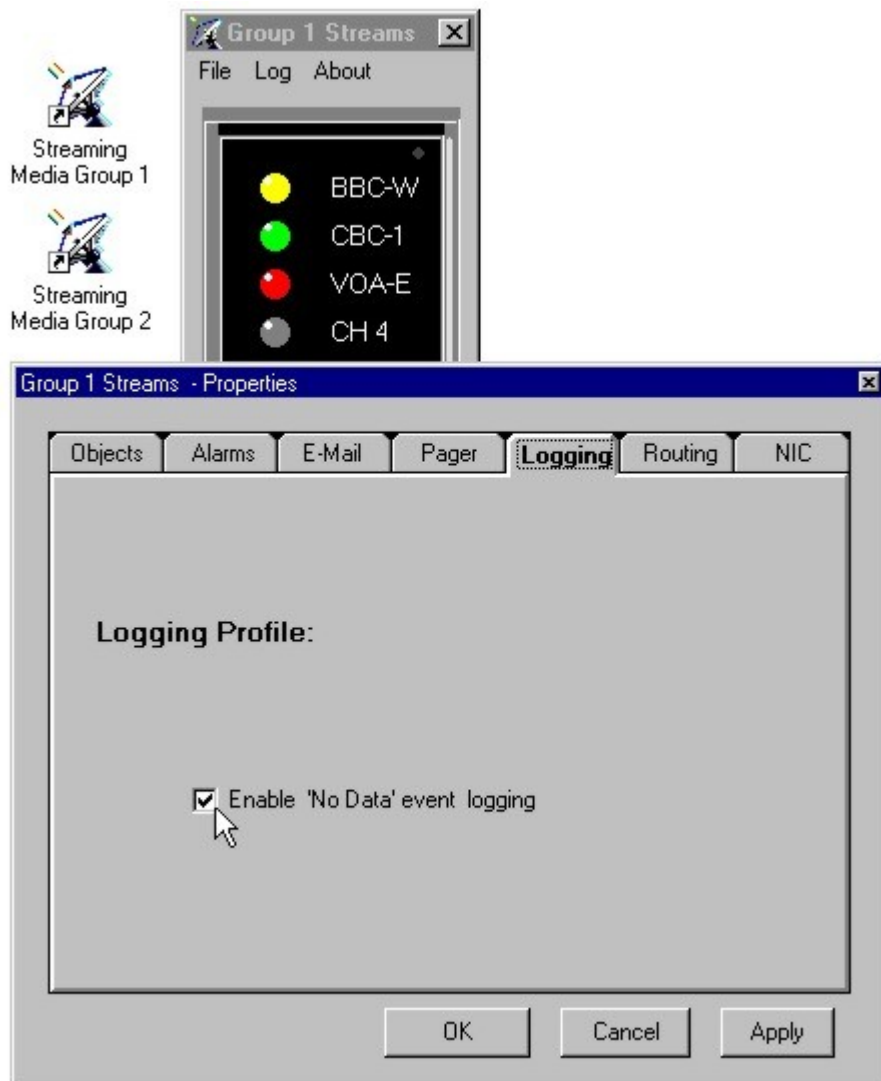 Streaming
Media Group 1
Streaming
Media Group 2
Group 1 Streams
File Log About
BBC-W
CBC-1
VOA-E
CH 4
Group 1 Streams - Properties
Objects Alarms E-Mail Pager Logging Routing NIC
Logging Profile:
Enable 'No Data' event logging
OK Cancel Apply